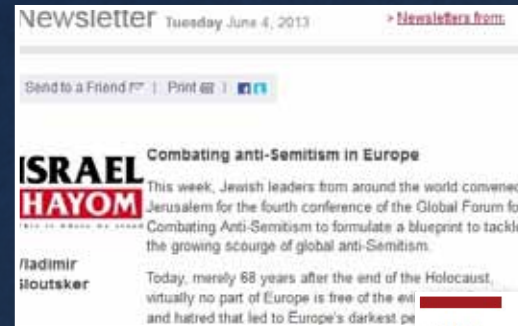 Newsletter Tuesday June 4, 2013
> Newsletters from:
Send to a Friend | Print |
ISRAEL
HAYOM
Combating anti-Semitism in Europe
This week, Jewish leaders from around the world convened
Jerusalem for the fourth conference of the Global Forum fo
Combating Anti-Semitism to formulate a blueprint to tackle
the growing scourge of global anti-Semitism.
Vladimir
Sloutsker
Today, merely 68 years after the end of the Holocaust,
virtually no part of Europe is free of the evi
and hatred that led to Europe's darkest pe